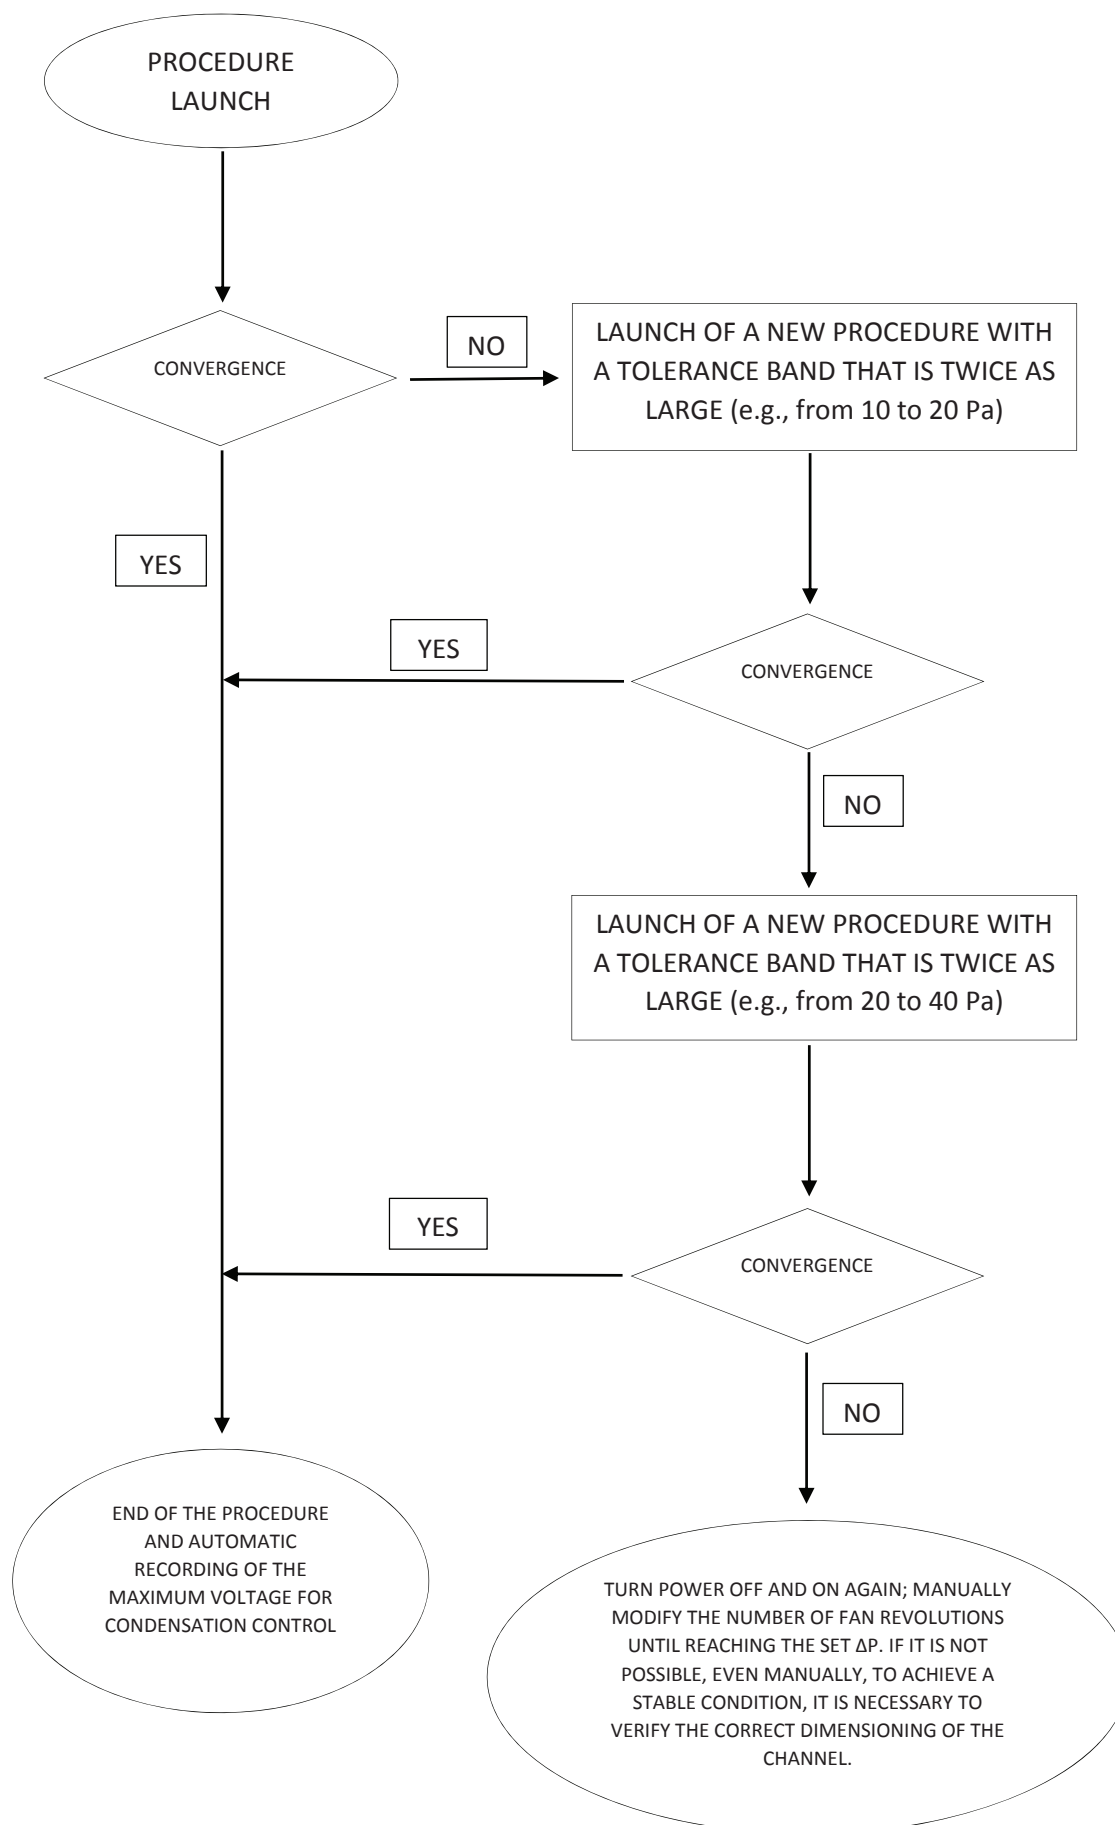 PROCEDURE
LAUNCH
CONVERGENCE
NO
LAUNCH OF A NEW PROCEDURE WITH
A TOLERANCE BAND THAT IS TWICE AS
LARGE (e.g., from 10 to 20 Pa)
YES
YES
CONVERGENCE
NO
LAUNCH OF A NEW PROCEDURE WITH
A TOLERANCE BAND THAT IS TWICE AS
LARGE (e.g., from 20 to 40 Pa)
YES
CONVERGENCE
NO
END OF THE PROCEDURE
AND AUTOMATIC
RECORDING OF THE
MAXIMUM VOLTAGE FOR
CONDENSATION CONTROL
TURN POWER OFF AND ON AGAIN; MANUALLY
MODIFY THE NUMBER OF FAN REVOLUTIONS
UNTIL REACHING THE SET ΔP. IF IT IS NOT
POSSIBLE, EVEN MANUALLY, TO ACHIEVE A
STABLE CONDITION, IT IS NECESSARY TO
VERIFY THE CORRECT DIMENSIONING OF THE
CHANNEL.